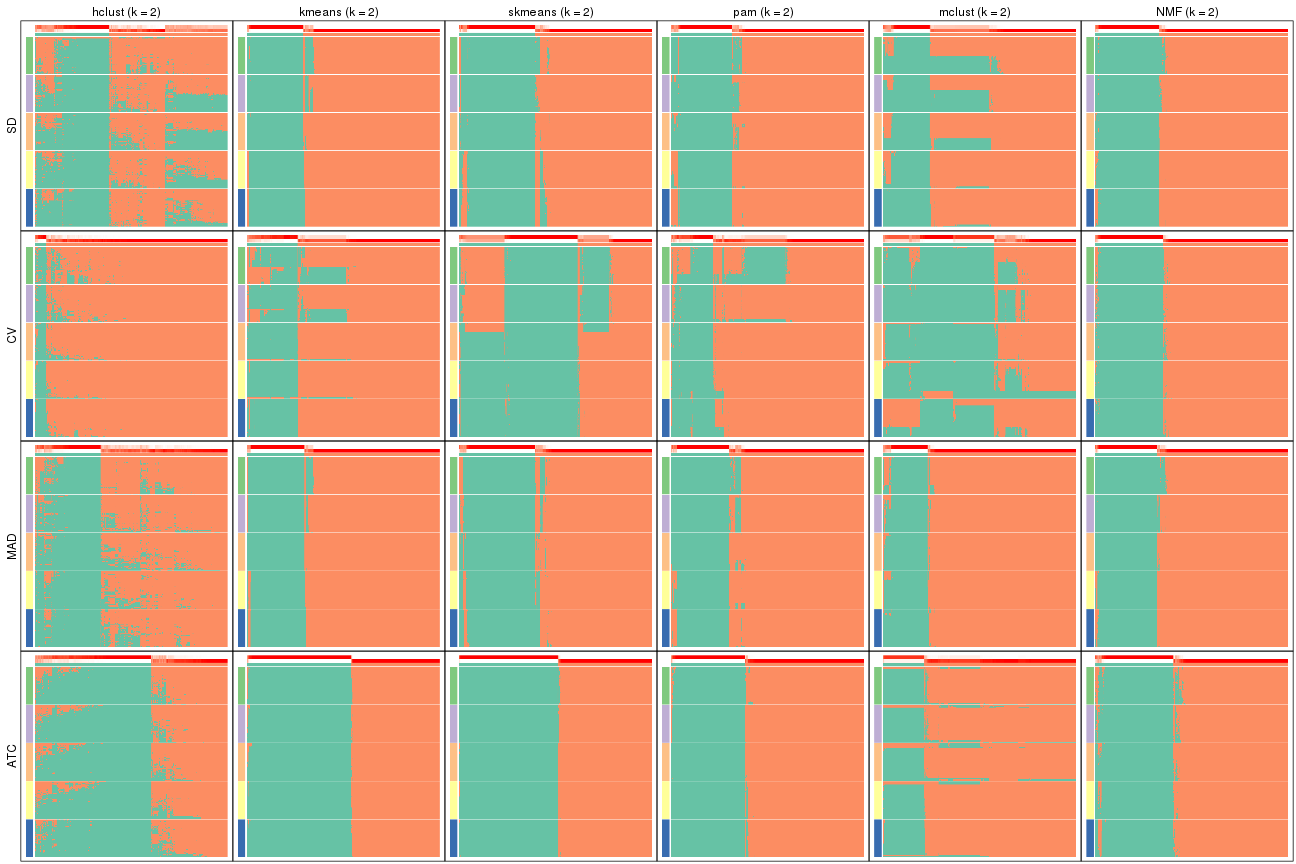 hclust (k = 2) kmeans (k = 2) skmeans (k = 2) pam (k = 2) mclust (k = 2) NMF (k = 2)
SD
CV
MAD
ATC